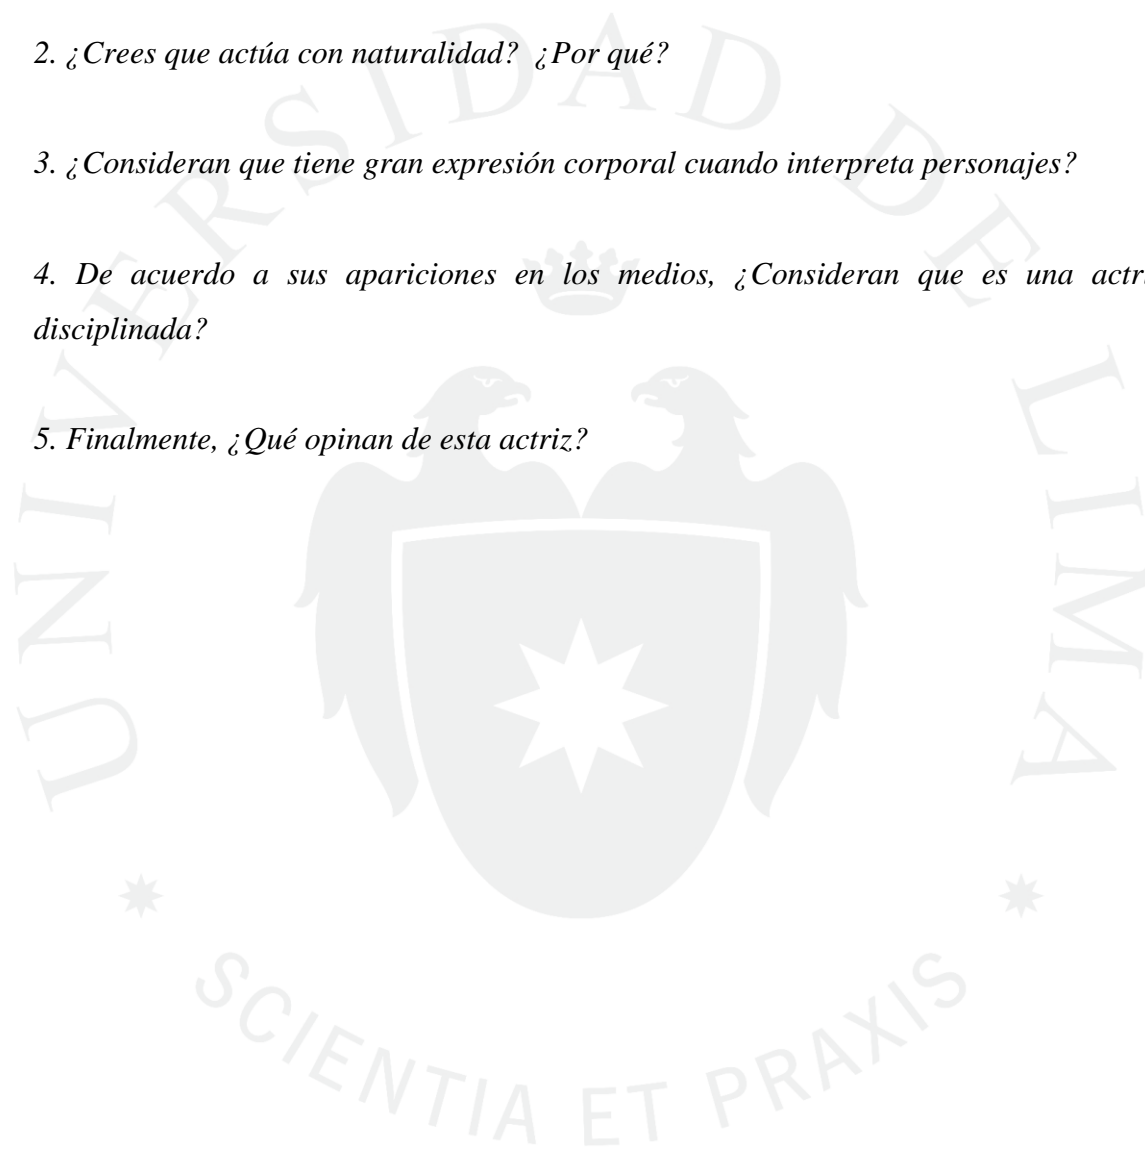 2. ¿Crees que actúa con naturalidad? ¿Por qué?
3. ¿Consideran que tiene gran expresión corporal cuando interpreta personajes?
4. De acuerdo a sus apariciones en los medios, ¿Consideran que es una
disciplinada?
5. Finalmente, ¿Qué opinan de esta actriz?
UNIVERSIDAD DE LIMA
SCIENTIA ET PRAXIS